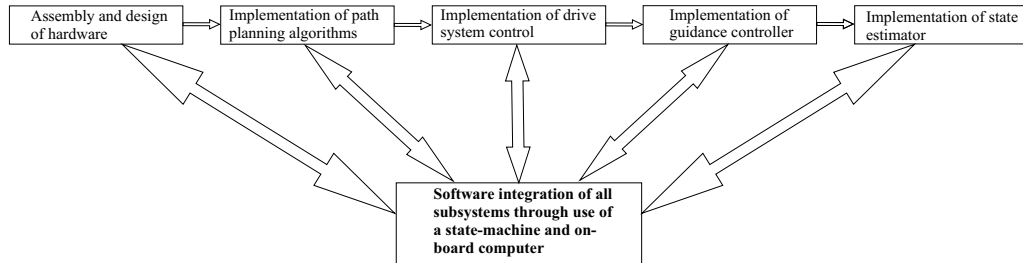 Assembly and design
of hardware
Implementation of path
planning algorithms
Implementation of drive
system control
Implementation of
guidance controller
Implementation of state
estimator
Software integration of all
subsystems through use of
a state-machine and on-
board computer